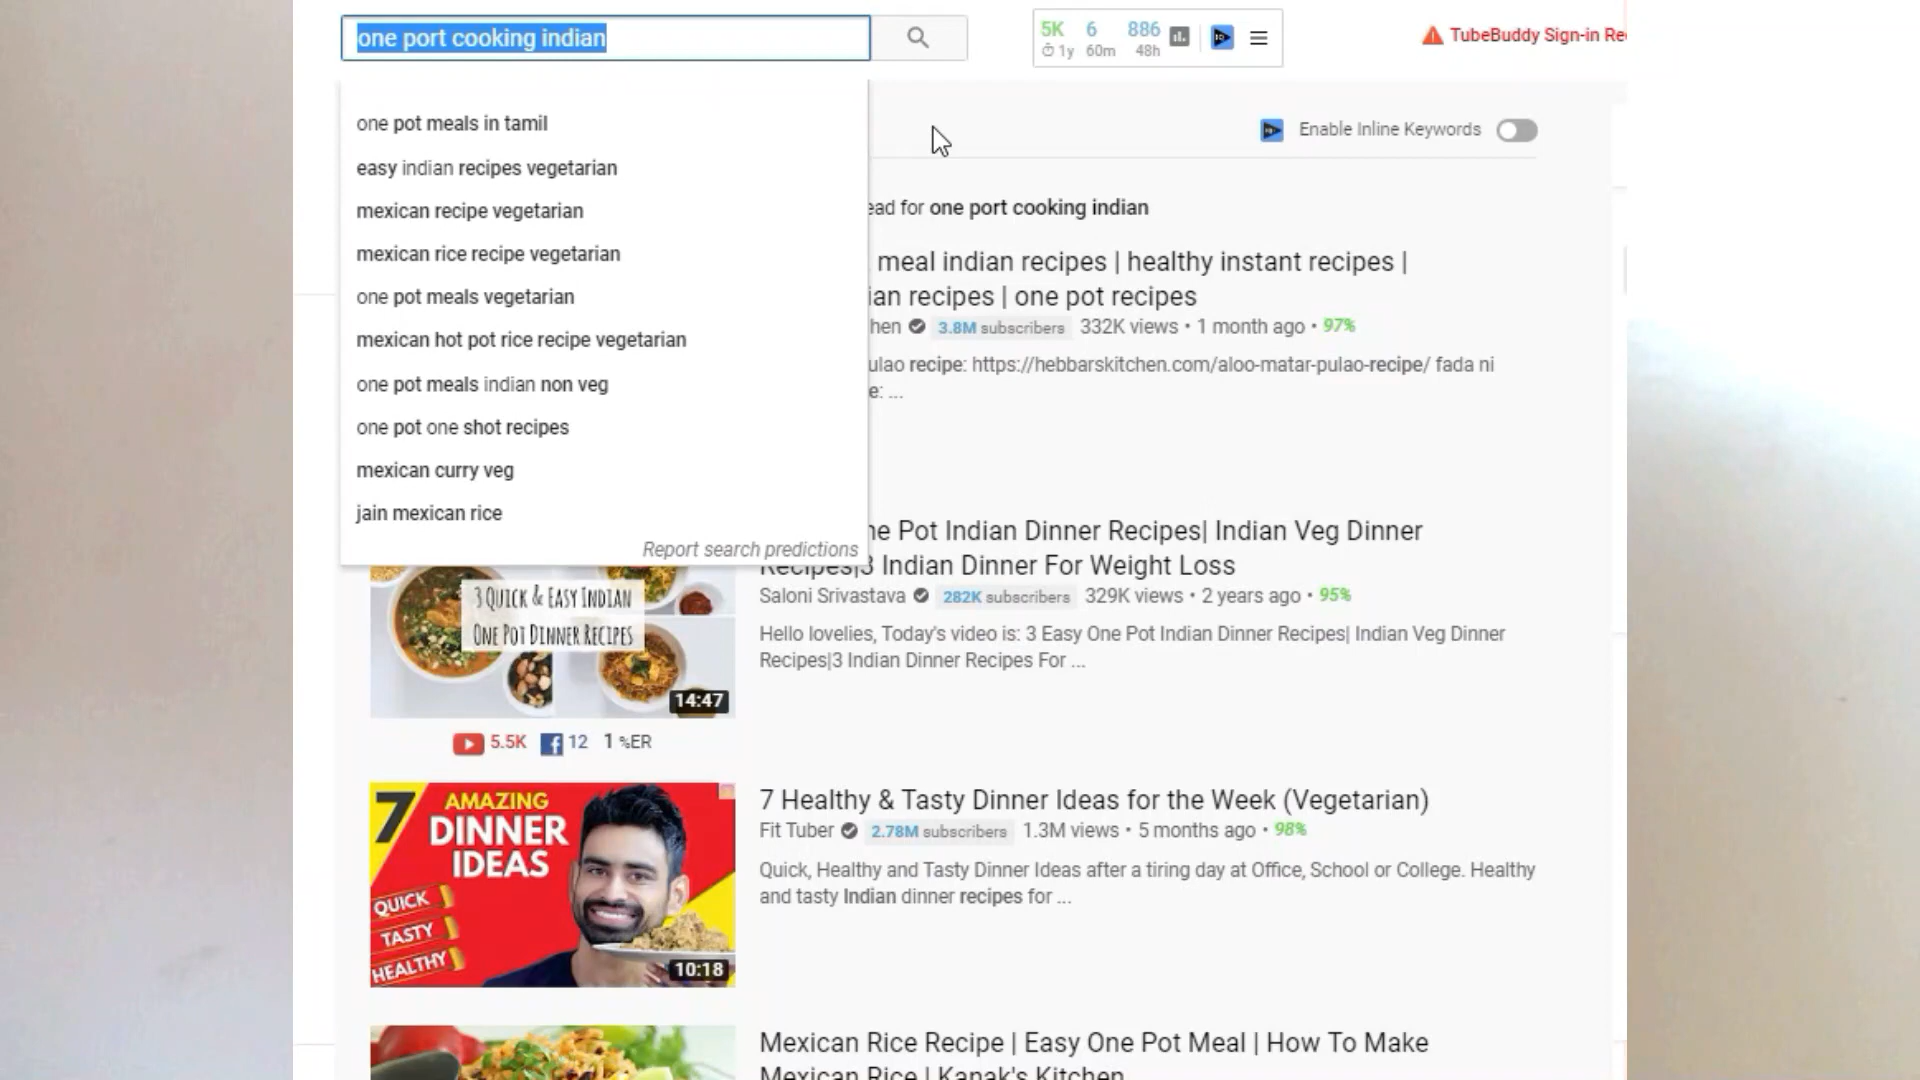 one port cooking indian
5K 6 886
1y 60m 48h
TubeBuddy Sign-in Re
one pot meals in tamil
easy indian recipes vegetarian
mexican recipe vegetarian
mexican rice recipe vegetarian
one pot meals vegetarian
mexican hot pot rice recipe vegetarian
one pot meals indian non veg
one pot one shot recipes
mexican curry veg
jain mexican rice
Report search predictions
Enable Inline Keywords
ead for one port cooking indian
meal indian recipes | healthy instant recipes |
ian recipes | one pot recipes
hen 3.8M subscribers 332K views • 1 month ago • 97%
ulao recipe: https://hebbarskitchen.com/aloo-matar-pulao-recipe/ fada ni
e: ...
3 QUICK & EASY INDIAN
ONE POT DINNER RECIPES
14:47
5.5K 12 1 %ER
ne Pot Indian Dinner Recipes| Indian Veg Dinner
Recipes|3 Indian Dinner For Weight Loss
Saloni Srivastava 282K subscribers 329K views • 2 years ago • 95%
Hello lovelies, Today's video is: 3 Easy One Pot Indian Dinner Recipes| Indian Veg Dinner
Recipes|3 Indian Dinner Recipes For ...
7 AMAZING
DINNER
IDEAS
QUICK
TASTY
HEALTHY
10:18
7 Healthy & Tasty Dinner Ideas for the Week (Vegetarian)
Fit Tuber 2.78M subscribers 1.3M views • 5 months ago • 98%
Quick, Healthy and Tasty Dinner Ideas after a tiring day at Office, School or College. Healthy
and tasty Indian dinner recipes for ...
Mexican Rice Recipe | Easy One Pot Meal | How To Make
Mexican Rice | Kanak's Kitchen